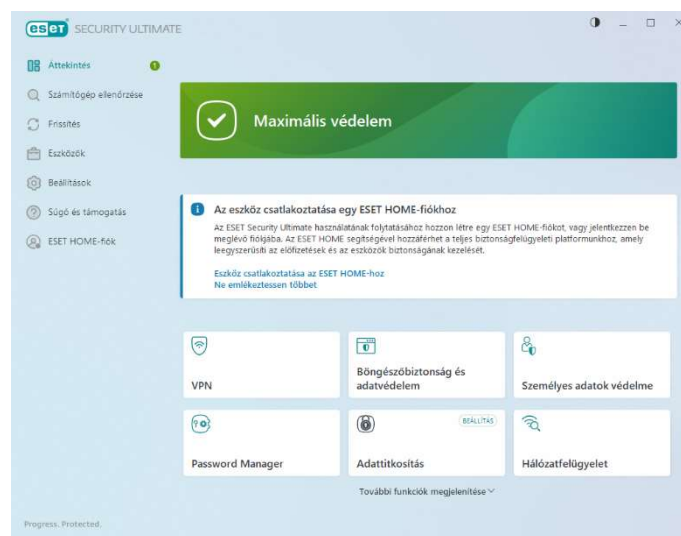 eset SECURITY ULTIMATE
Áttekintés 1
Számítógép ellenőrzése
Frissítés
Eszközök
Beállítások
Súgó és támogatás
ESET HOME-fiók
Maximális védelem
Az eszköz csatlakoztatása egy ESET HOME-fiókhoz
Az ESET Security Ultimate használatának folytatásához hozzon létre egy ESET HOME-fiókot, vagy jelentkezzen be
meglévő fiókjába. Az ESET HOME segítségével hozzáférhet a teljes biztonságfelügyeleti platformunkhoz, amely
leegyszerűsíti az előfizetések és az eszközök biztonságának kezelését.
Eszköz csatlakoztatása az ESET HOME-hoz
Ne emlékeztessen többet
VPN
Böngészőbiztonság és
adatvédelem
Személyes adatok védelme
Password Manager
BEÁLLÍTÁS
Adattitkosítás
Hálózatfelügyelet
További funkciók megjelenítése
Progress. Protected.